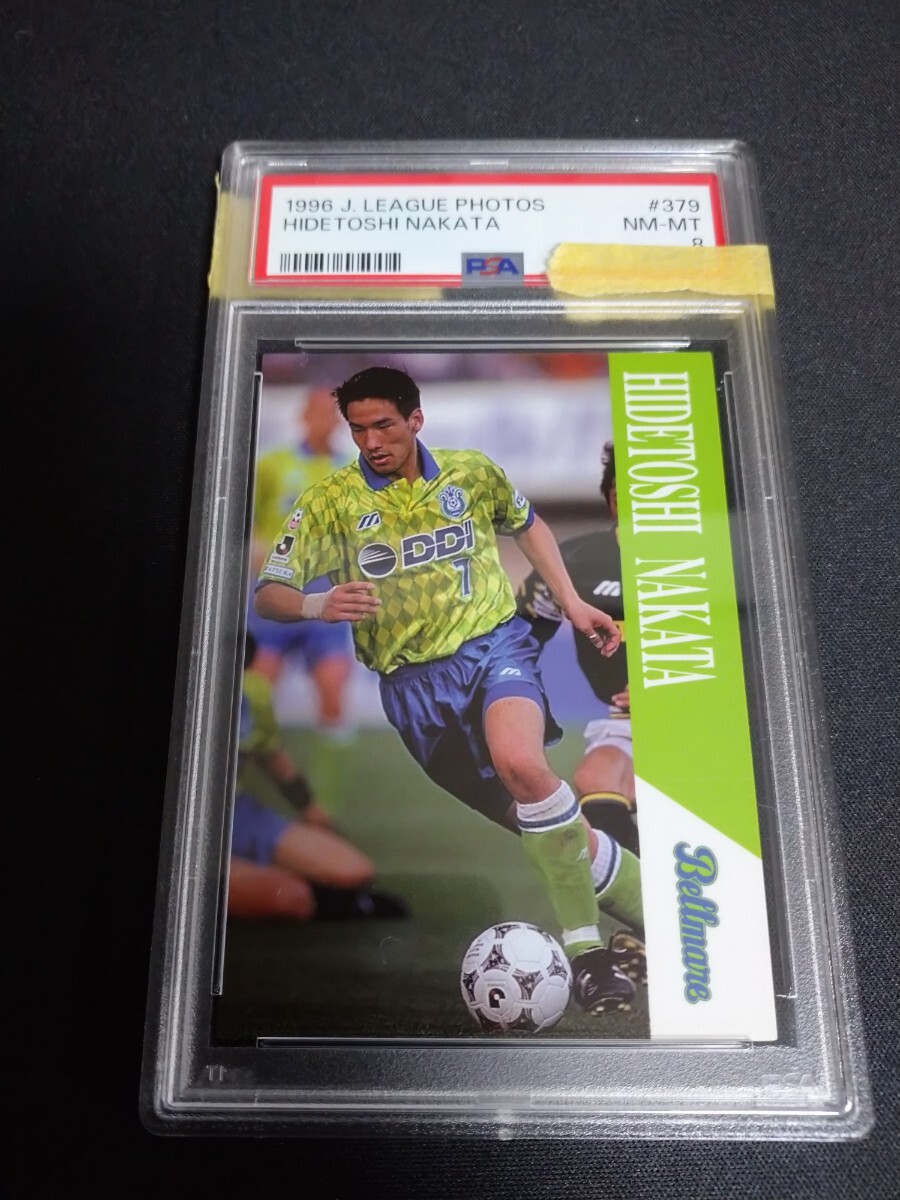 1996 J. LEAGUE PHOTOS #379
HIDETOSHI NAKATA NM-MT
8
PSA
HIDETOSHI NAKATA
DDI
7
Bellmare